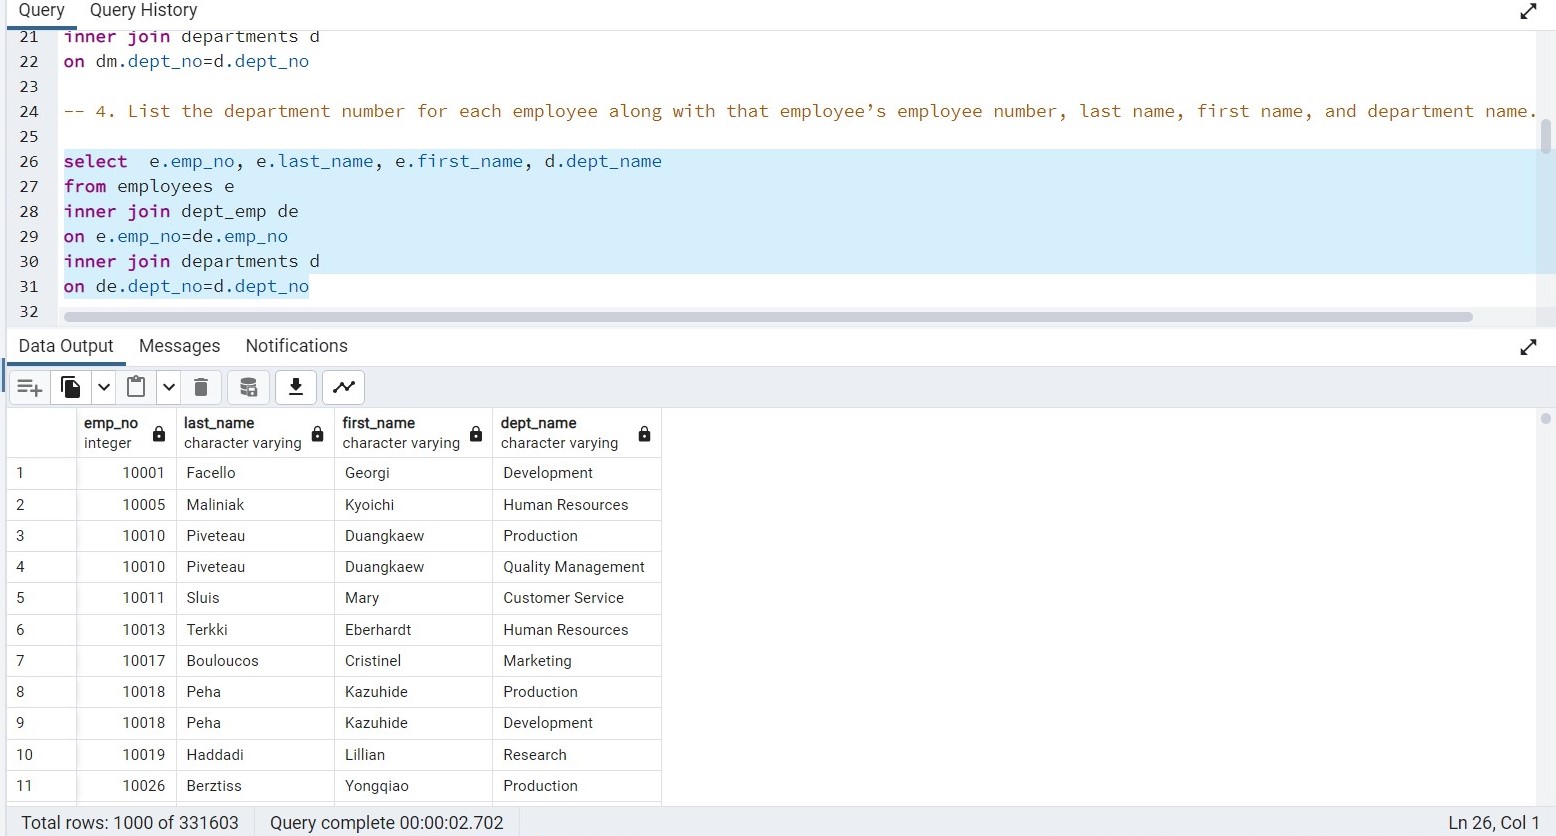 Query Query History
21 inner join departments d
22 on dm.dept_no=d.dept_no
23
24 -- 4. List the department number for each employee along with that employee’s employee number, last name, first name, and department name.
25
26 select  e.emp_no, e.last_name, e.first_name, d.dept_name
27 from employees e
28 inner join dept_emp de
29 on e.emp_no=de.emp_no
30 inner join departments d
31 on de.dept_no=d.dept_no
32
Data Output Messages Notifications
emp_no last_name first_name dept_name
integer character varying character varying character varying
1 10001 Facello Georgi Development
2 10005 Maliniak Kyoichi Human Resources
3 10010 Piveteau Duangkaew Production
4 10010 Piveteau Duangkaew Quality Management
5 10011 Sluis Mary Customer Service
6 10013 Terkki Eberhardt Human Resources
7 10017 Bouloucos Cristinel Marketing
8 10018 Peha Kazuhide Production
9 10018 Peha Kazuhide Development
10 10019 Haddadi Lillian Research
11 10026 Berztiss Yongqiao Production
Total rows: 1000 of 331603 Query complete 00:00:02.702 Ln 26, Col 1